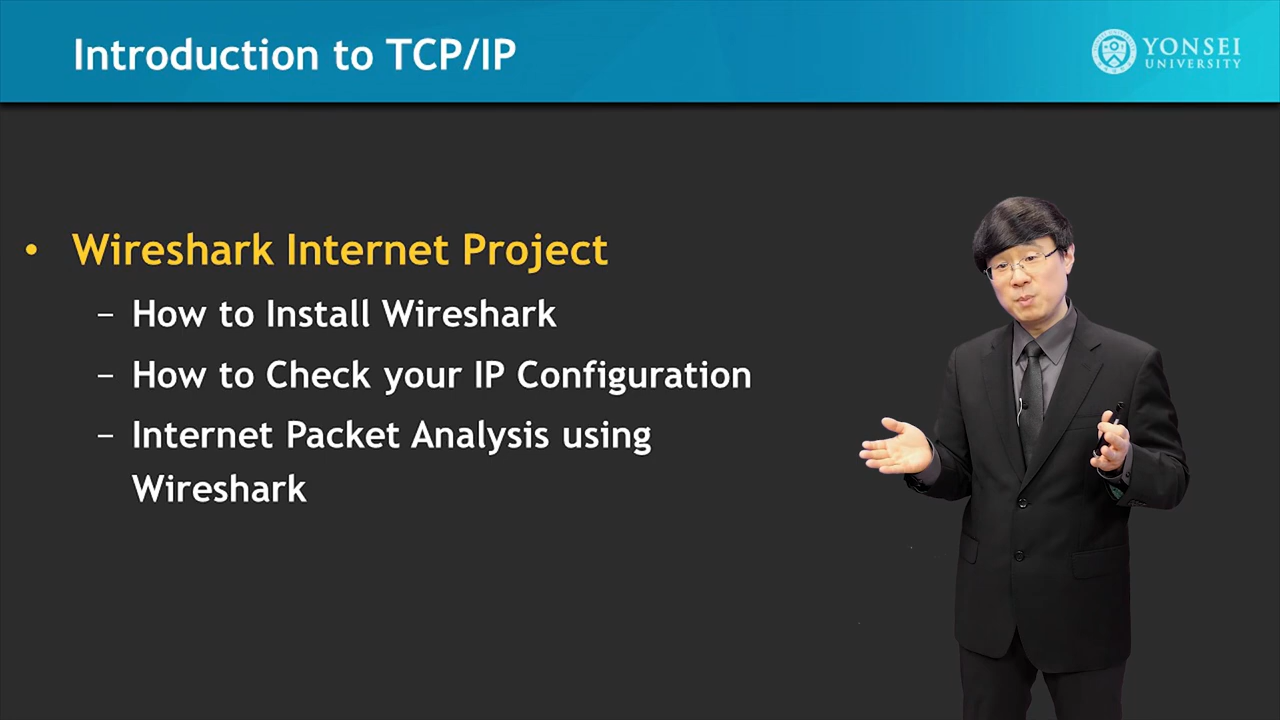 Introduction to TCP/IP
YONSEI
UNIVERSITY
• Wireshark Internet Project
– How to Install Wireshark
– How to Check your IP Configuration
– Internet Packet Analysis using
Wireshark